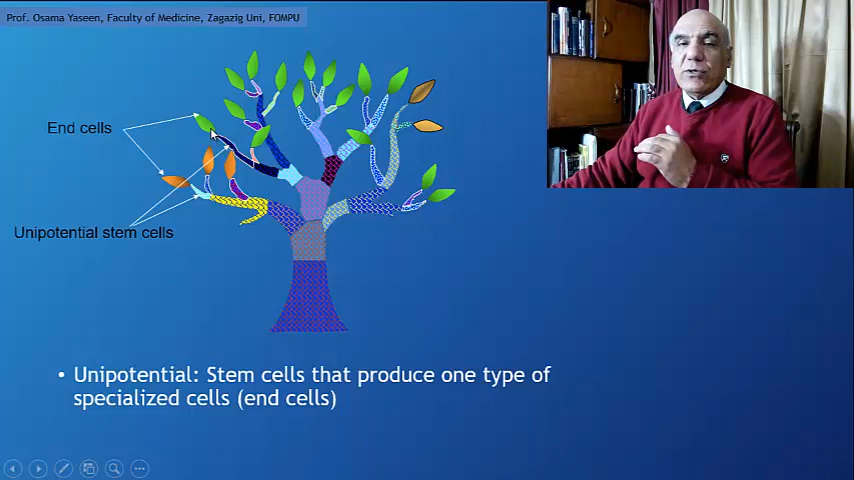 Prof. Osama Yaseen, Faculty of Medicine, Zagazig Uni, FOMPU
End cells
Unipotential stem cells
• Unipotential: Stem cells that produce one type of
specialized cells (end cells)